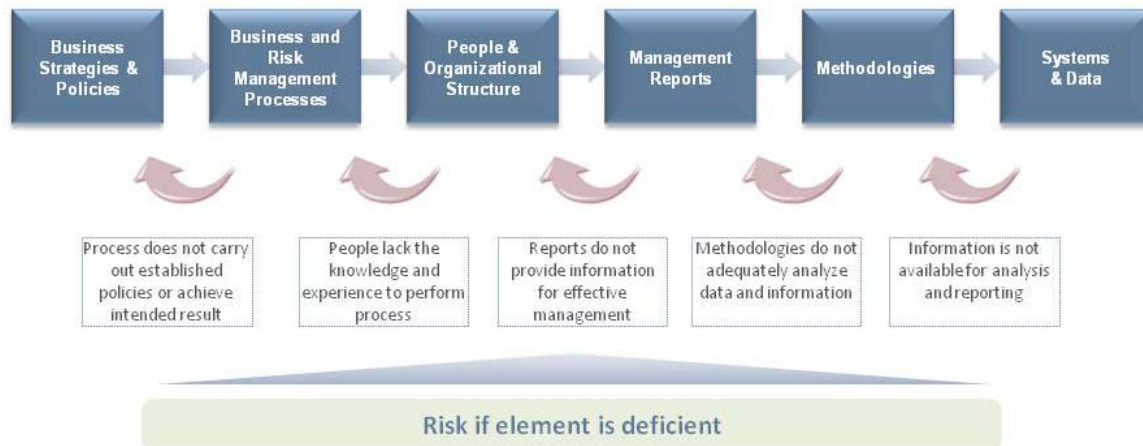 Business
Strategies &
Policies
Business and
Risk
Management
Processes
People &
Organizational
Structure
Management
Reports
Methodologies
Systems
& Data
Process does not carry
out established
policies or achieve
intended result
People lack the
knowledge and
experience to perform
process
Reports do not
provide information
for effective
management
Methodologies do not
adequately analyze
data and information
Information is not
available for analysis
and reporting
Risk if element is deficient